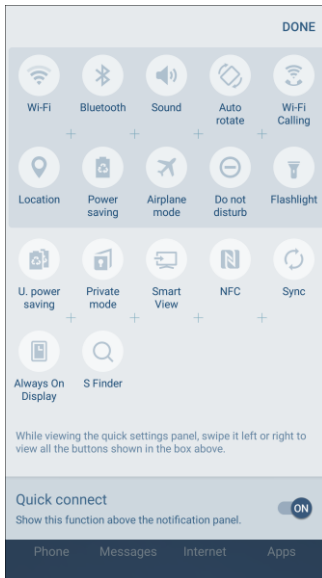 DONE
Wi-Fi
Bluetooth
Sound
Auto
rotate
Wi-Fi
Calling
Location
Power
saving
Airplane
mode
Do not
disturb
Flashlight
U. power
saving
Private
mode
Smart
View
NFC
Sync
Always On
Display
S Finder
While viewing the quick settings panel, swipe it left or right to
view all the buttons shown in the box above.
Quick connect
ON
Show this function above the notification panel.
Phone Messages Internet Apps